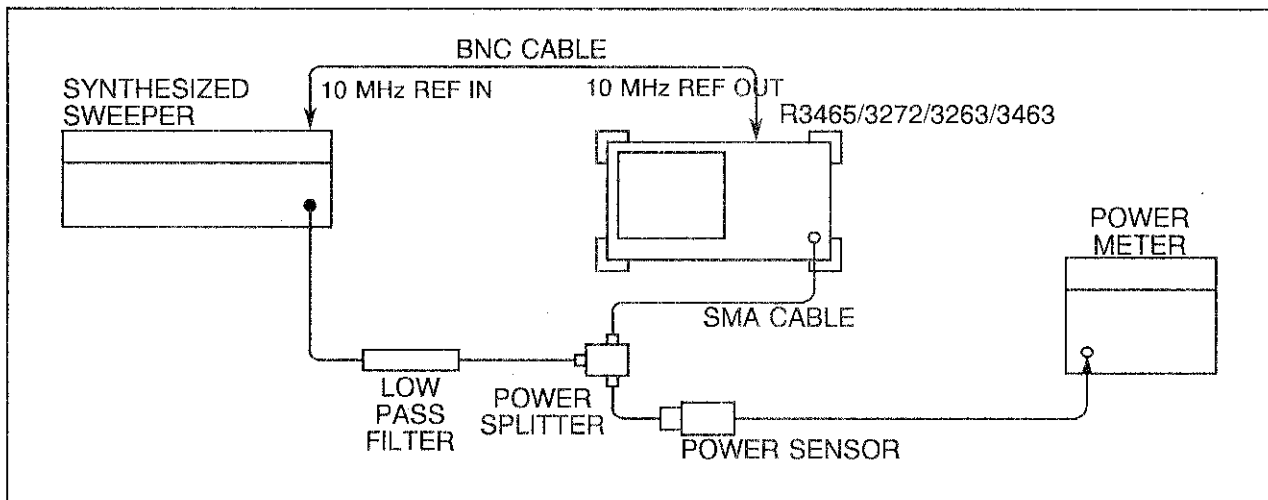 BNC CABLE
SYNTHESIZED
SWEEPER
10 MHz REF IN
10 MHz REF OUT
R3465/3272/3263/3463
POWER
METER
SMA CABLE
LOW
PASS
FILTER
POWER
SPLITTER
POWER SENSOR